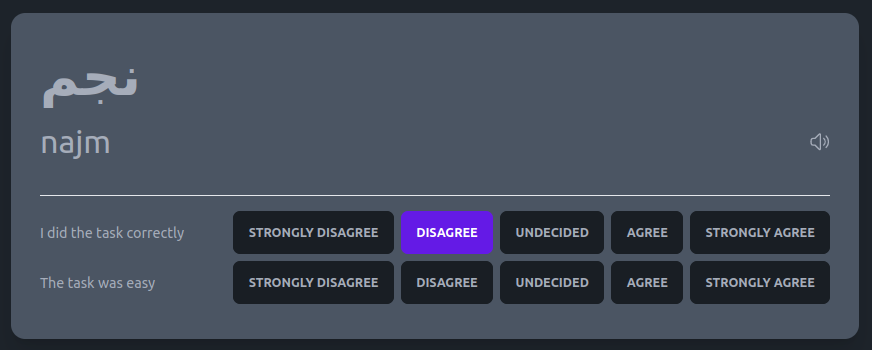 نجم
najm
I did the task correctly STRONGLY DISAGREE DISAGREE UNDECIDED AGREE STRONGLY AGREE
The task was easy STRONGLY DISAGREE DISAGREE UNDECIDED AGREE STRONGLY AGREE